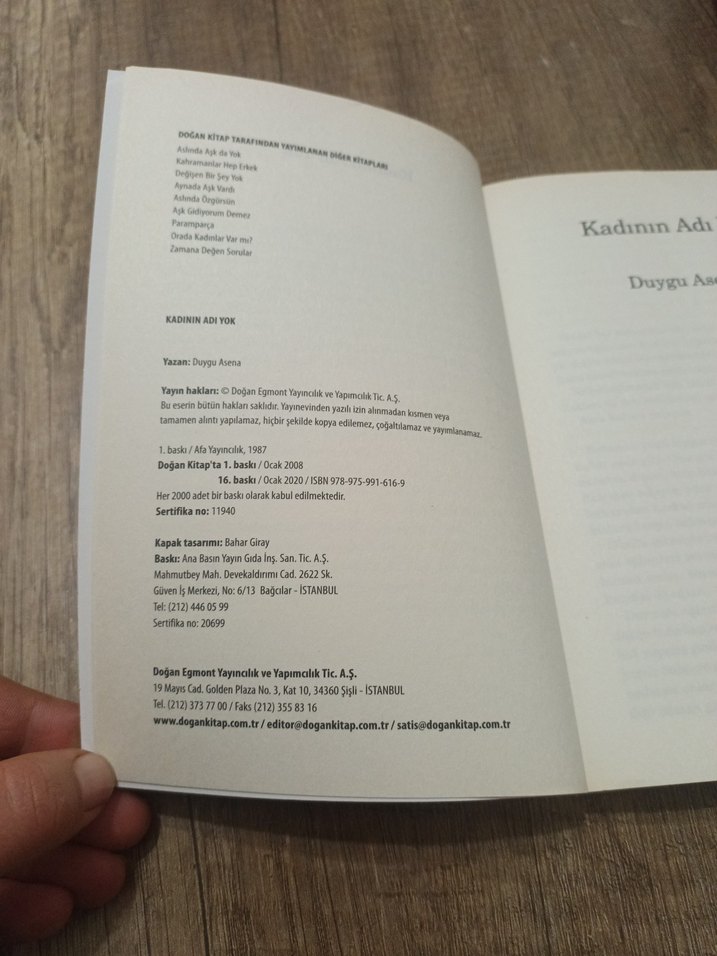 DOĞAN KİTAP TARAFINDAN YAYIMLANAN DİĞER KİTAPLARI
Aslında Aşk da Yok
Kahramanlar Hep Erkek
Değişen Bir Şey Yok
Aynada Aşk Vardı
Aslında Özgürsün
Aşk Gidiyorum Demez
Paramparça
Orada Kadınlar Var mı?
Zamana Değen Sorular
KADININ ADI YOK
Yazan: Duygu Asena
Yayın hakları: © Doğan Egmont Yayıncılık ve Yapımcılık Tic. A.Ş.
Bu eserin bütün hakları saklıdır. Yayınevinden yazılı izin alınmadan kısmen veya
tamamen alıntı yapılamaz, hiçbir şekilde kopya edilemez, çoğaltılamaz ve yayımlanamaz.
1. baskı / Afa Yayıncılık, 1987
Doğan Kitap'ta 1. baskı / Ocak 2008
16. baskı / Ocak 2020 / ISBN 978-975-991-616-9
Her 2000 adet bir baskı olarak kabul edilmektedir.
Sertifika no: 11940
Kapak tasarımı: Bahar Giray
Baskı: Ana Basın Yayın Gıda İnş. San. Tic. A.Ş.
Mahmutbey Mah. Devekaldırımı Cad. 2622 Sk.
Güven İş Merkezi, No: 6/13 Bağcılar - İSTANBUL
Tel: (212) 446 05 99
Sertifika no: 20699
Doğan Egmont Yayıncılık ve Yapımcılık Tic. A.Ş.
19 Mayıs Cad. Golden Plaza No. 3, Kat 10, 34360 Şişli - İSTANBUL
Tel. (212) 373 77 00 / Faks (212) 355 83 16
www.dogankitap.com.tr / editor@dogankitap.com.tr / satis@dogankitap.com.tr
Kadının Adı
Duygu Ase